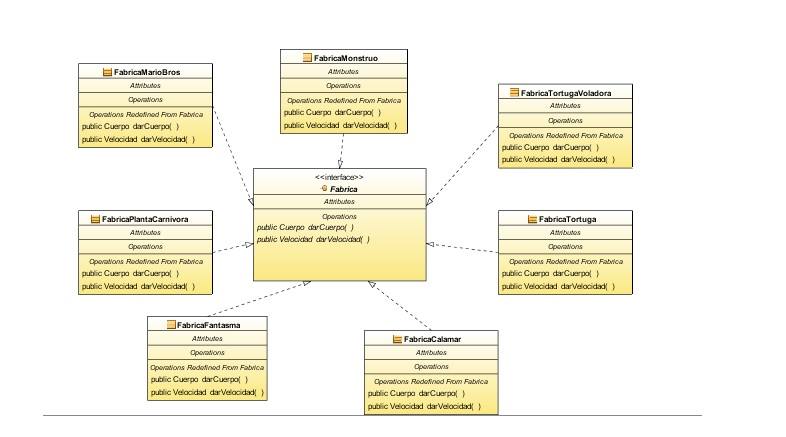 FabricaMarioBros
Attributes
Operations
Operations Redefined From Fabrica
public Cuerpo darCuerpo( )
public Velocidad darVelocidad( )
FabricaMonstruo
Attributes
Operations
Operations Redefined From Fabrica
public Cuerpo darCuerpo( )
public Velocidad darVelocidad( )
FabricaTortugaVoladora
Attributes
Operations
Operations Redefined From Fabrica
public Cuerpo darCuerpo( )
public Velocidad darVelocidad( )
<<interface>>
Fabrica
Attributes
Operations
public Cuerpo darCuerpo( )
public Velocidad darVelocidad( )
FabricaPlantaCarnivora
Attributes
Operations
Operations Redefined From Fabrica
public Cuerpo darCuerpo( )
public Velocidad darVelocidad( )
FabricaTortuga
Attributes
Operations
Operations Redefined From Fabrica
public Cuerpo darCuerpo( )
public Velocidad darVelocidad( )
FabricaFantasma
Attributes
Operations
Operations Redefined From Fabrica
public Cuerpo darCuerpo( )
public Velocidad darVelocidad( )
FabricaCalamar
Attributes
Operations
Operations Redefined From Fabrica
public Cuerpo darCuerpo( )
public Velocidad darVelocidad( )